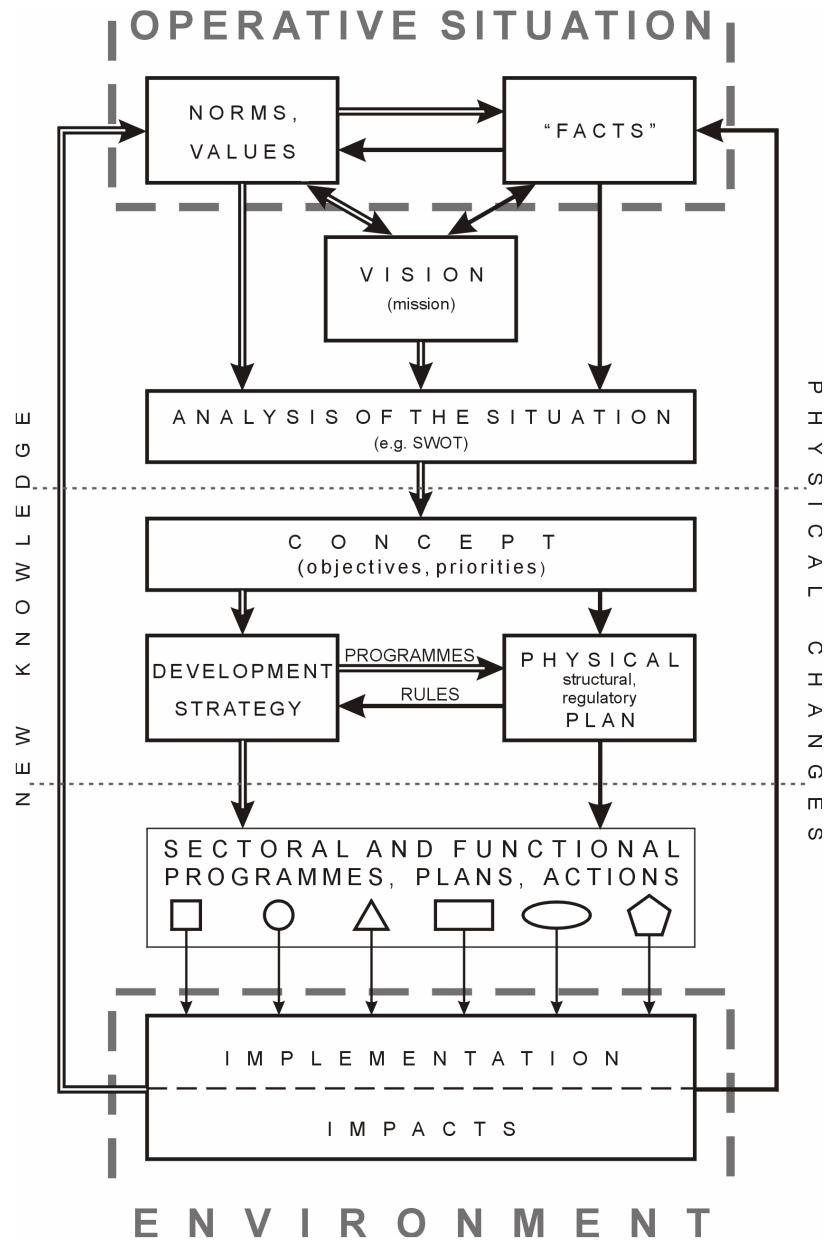 OPERATIVE SITUATION
NORMS,
VALUES
“FACTS”
VISION
(mission)
ANALYSIS OF THE SITUATION
(e.g. SWOT)
CONCEPT
(objectives, priorities)
DEVELOPMENT
STRATEGY
PROGRAMMES
RULES
PHYSICAL
structural,
regulatory
PLAN
NEW KNOWLEDGE
PHYSICAL CHANGES
SECTORAL AND FUNCTIONAL
PROGRAMMES, PLANS, ACTIONS
IMPLEMENTATION
IMPACTS
ENVIRONMENT